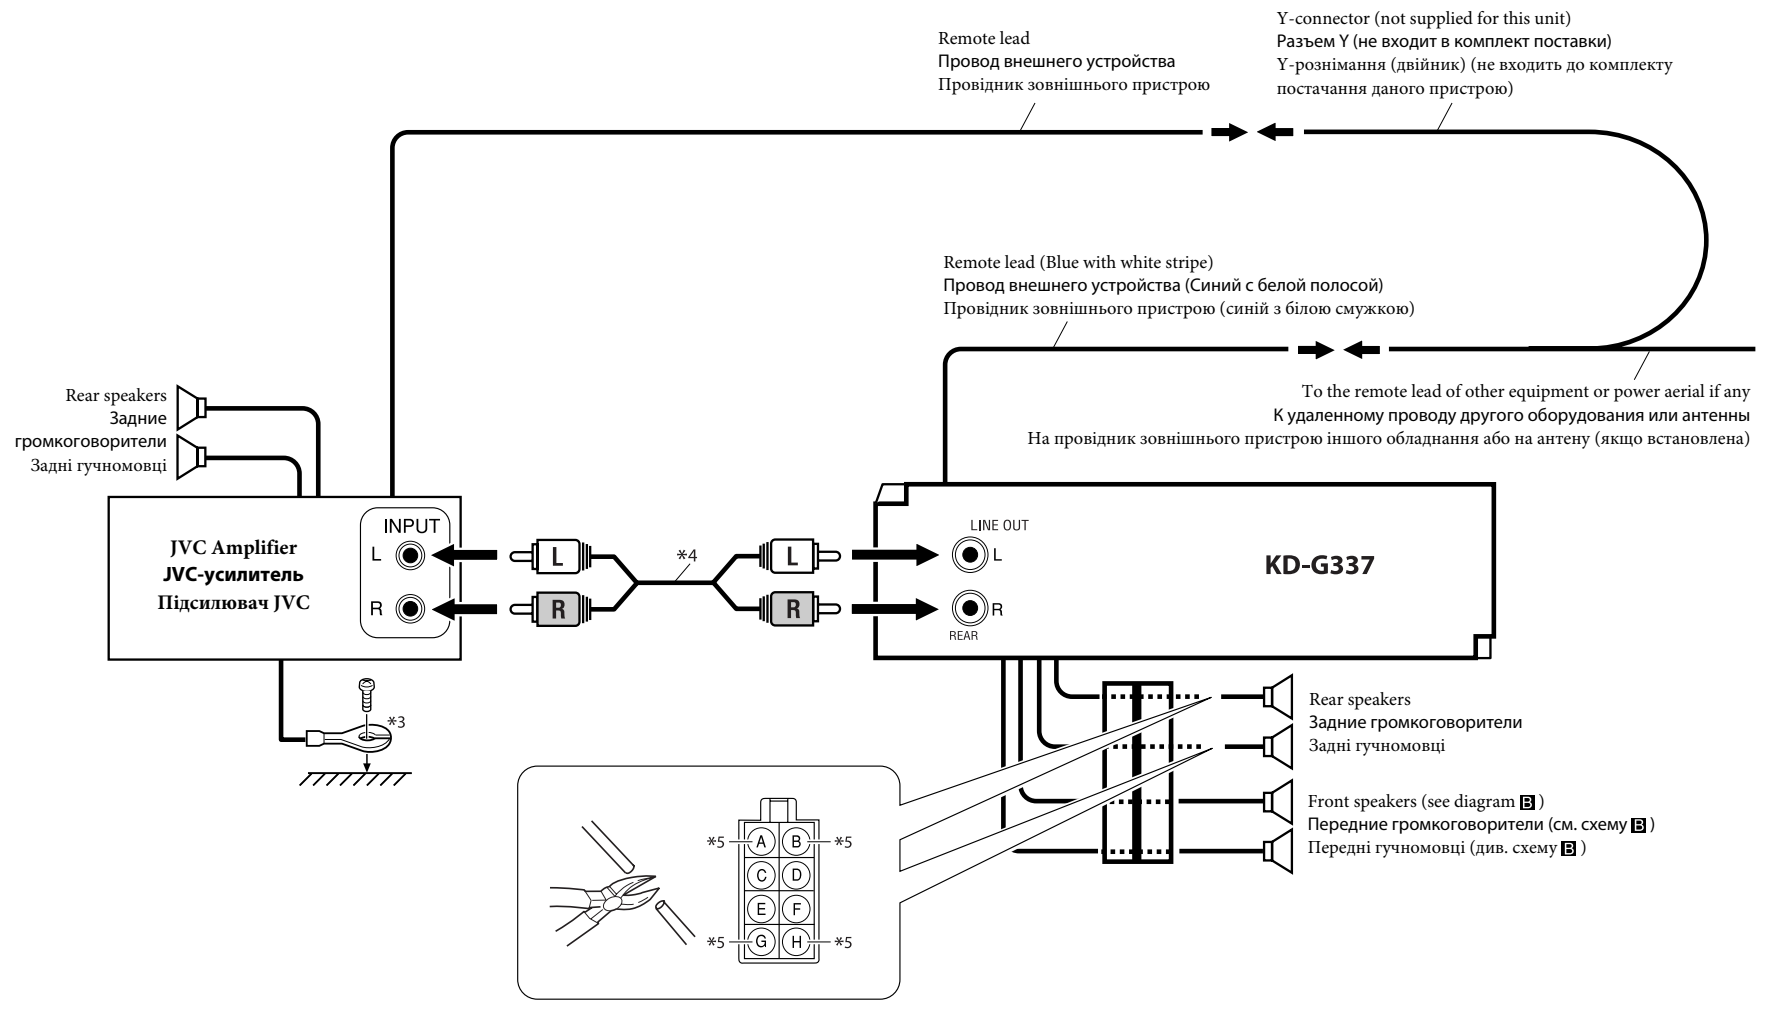 Remote lead
Провод внешнего устройства
Провідник зовнішнього пристрою
Y-connector (not supplied for this unit)
Разъем Y (не входит в комплект поставки)
Y-рознімання (двійник) (не входить до комплекту
постачання даного пристрою)
Remote lead (Blue with white stripe)
Провод внешнего устройства (Синий с белой полосой)
Провідник зовнішнього пристрою (синій з білою смужкою)
To the remote lead of other equipment or power aerial if any
К удаленному проводу другого оборудования или антенны
На провідник зовнішнього пристрою іншого обладнання або на антену (якщо встановлена)
Rear speakers
Задние
громкоговорители
Задні гучномовці
JVC Amplifier
JVC-усилитель
Підсилювач JVC
INPUT
L
R
L
R
*4
L
R
LINE OUT
L
R
REAR
KD-G337
*3
Rear speakers
Задние громкоговорители
Задні гучномовці
Front speakers (see diagram B )
Передние громкоговорители (см. схему B )
Передні гучномовці (див. схему B )
*5 A B *5
C D
E F
*5 G H *5